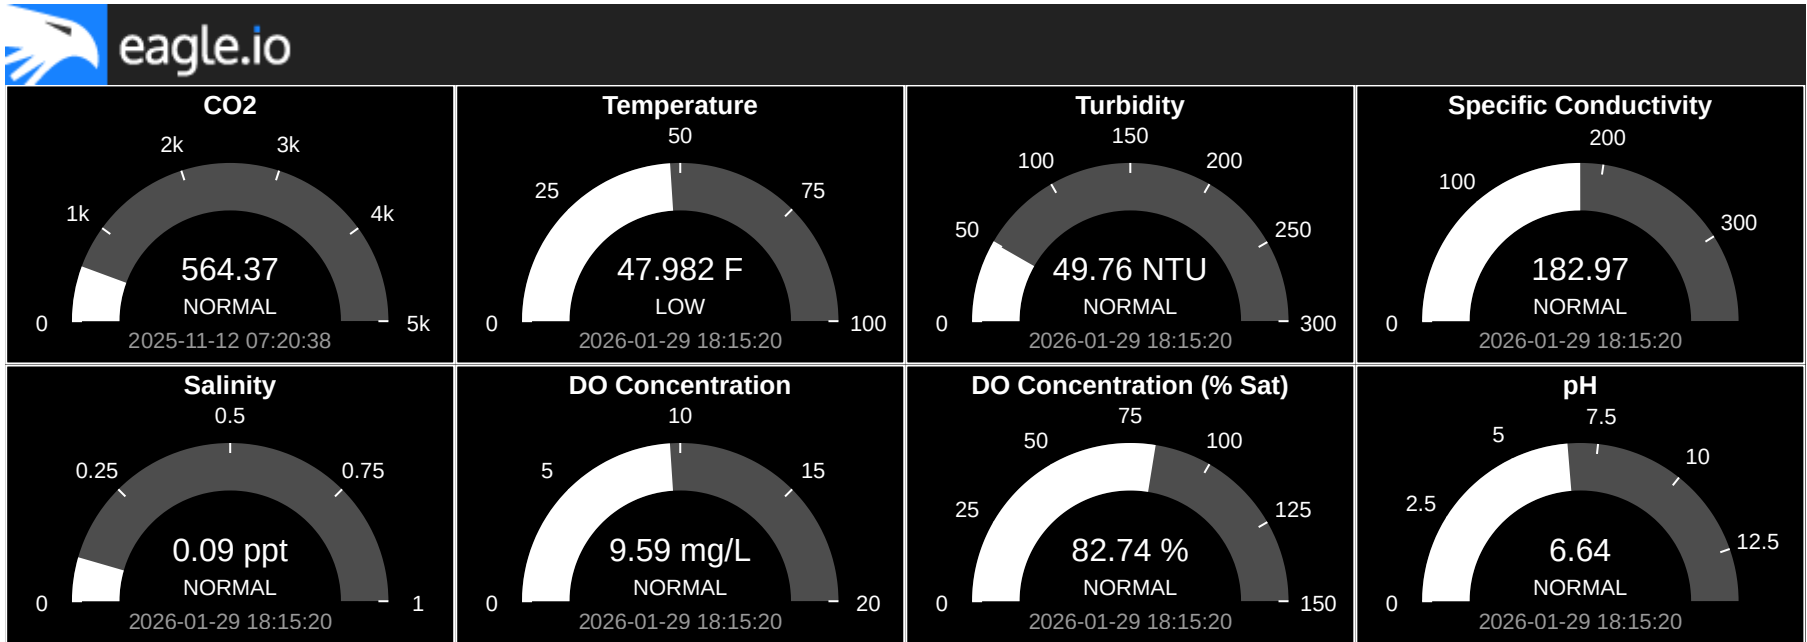 eagle.io
CO2
0
1k
2k
3k
4k
5k
564.37
NORMAL
2025-11-12 07:20:38
Temperature
0
25
50
75
100
47.982 F
LOW
2026-01-29 18:15:20
Turbidity
0
50
100
150
200
250
300
49.76 NTU
NORMAL
2026-01-29 18:15:20
Specific Conductivity
0
100
200
300
182.97
NORMAL
2026-01-29 18:15:20
Salinity
0
0.25
0.5
0.75
1
0.09 ppt
NORMAL
2026-01-29 18:15:20
DO Concentration
0
5
10
15
20
9.59 mg/L
NORMAL
2026-01-29 18:15:20
DO Concentration (% Sat)
0
25
50
75
100
125
150
82.74 %
NORMAL
2026-01-29 18:15:20
pH
0
2.5
5
7.5
10
12.5
6.64
NORMAL
2026-01-29 18:15:20